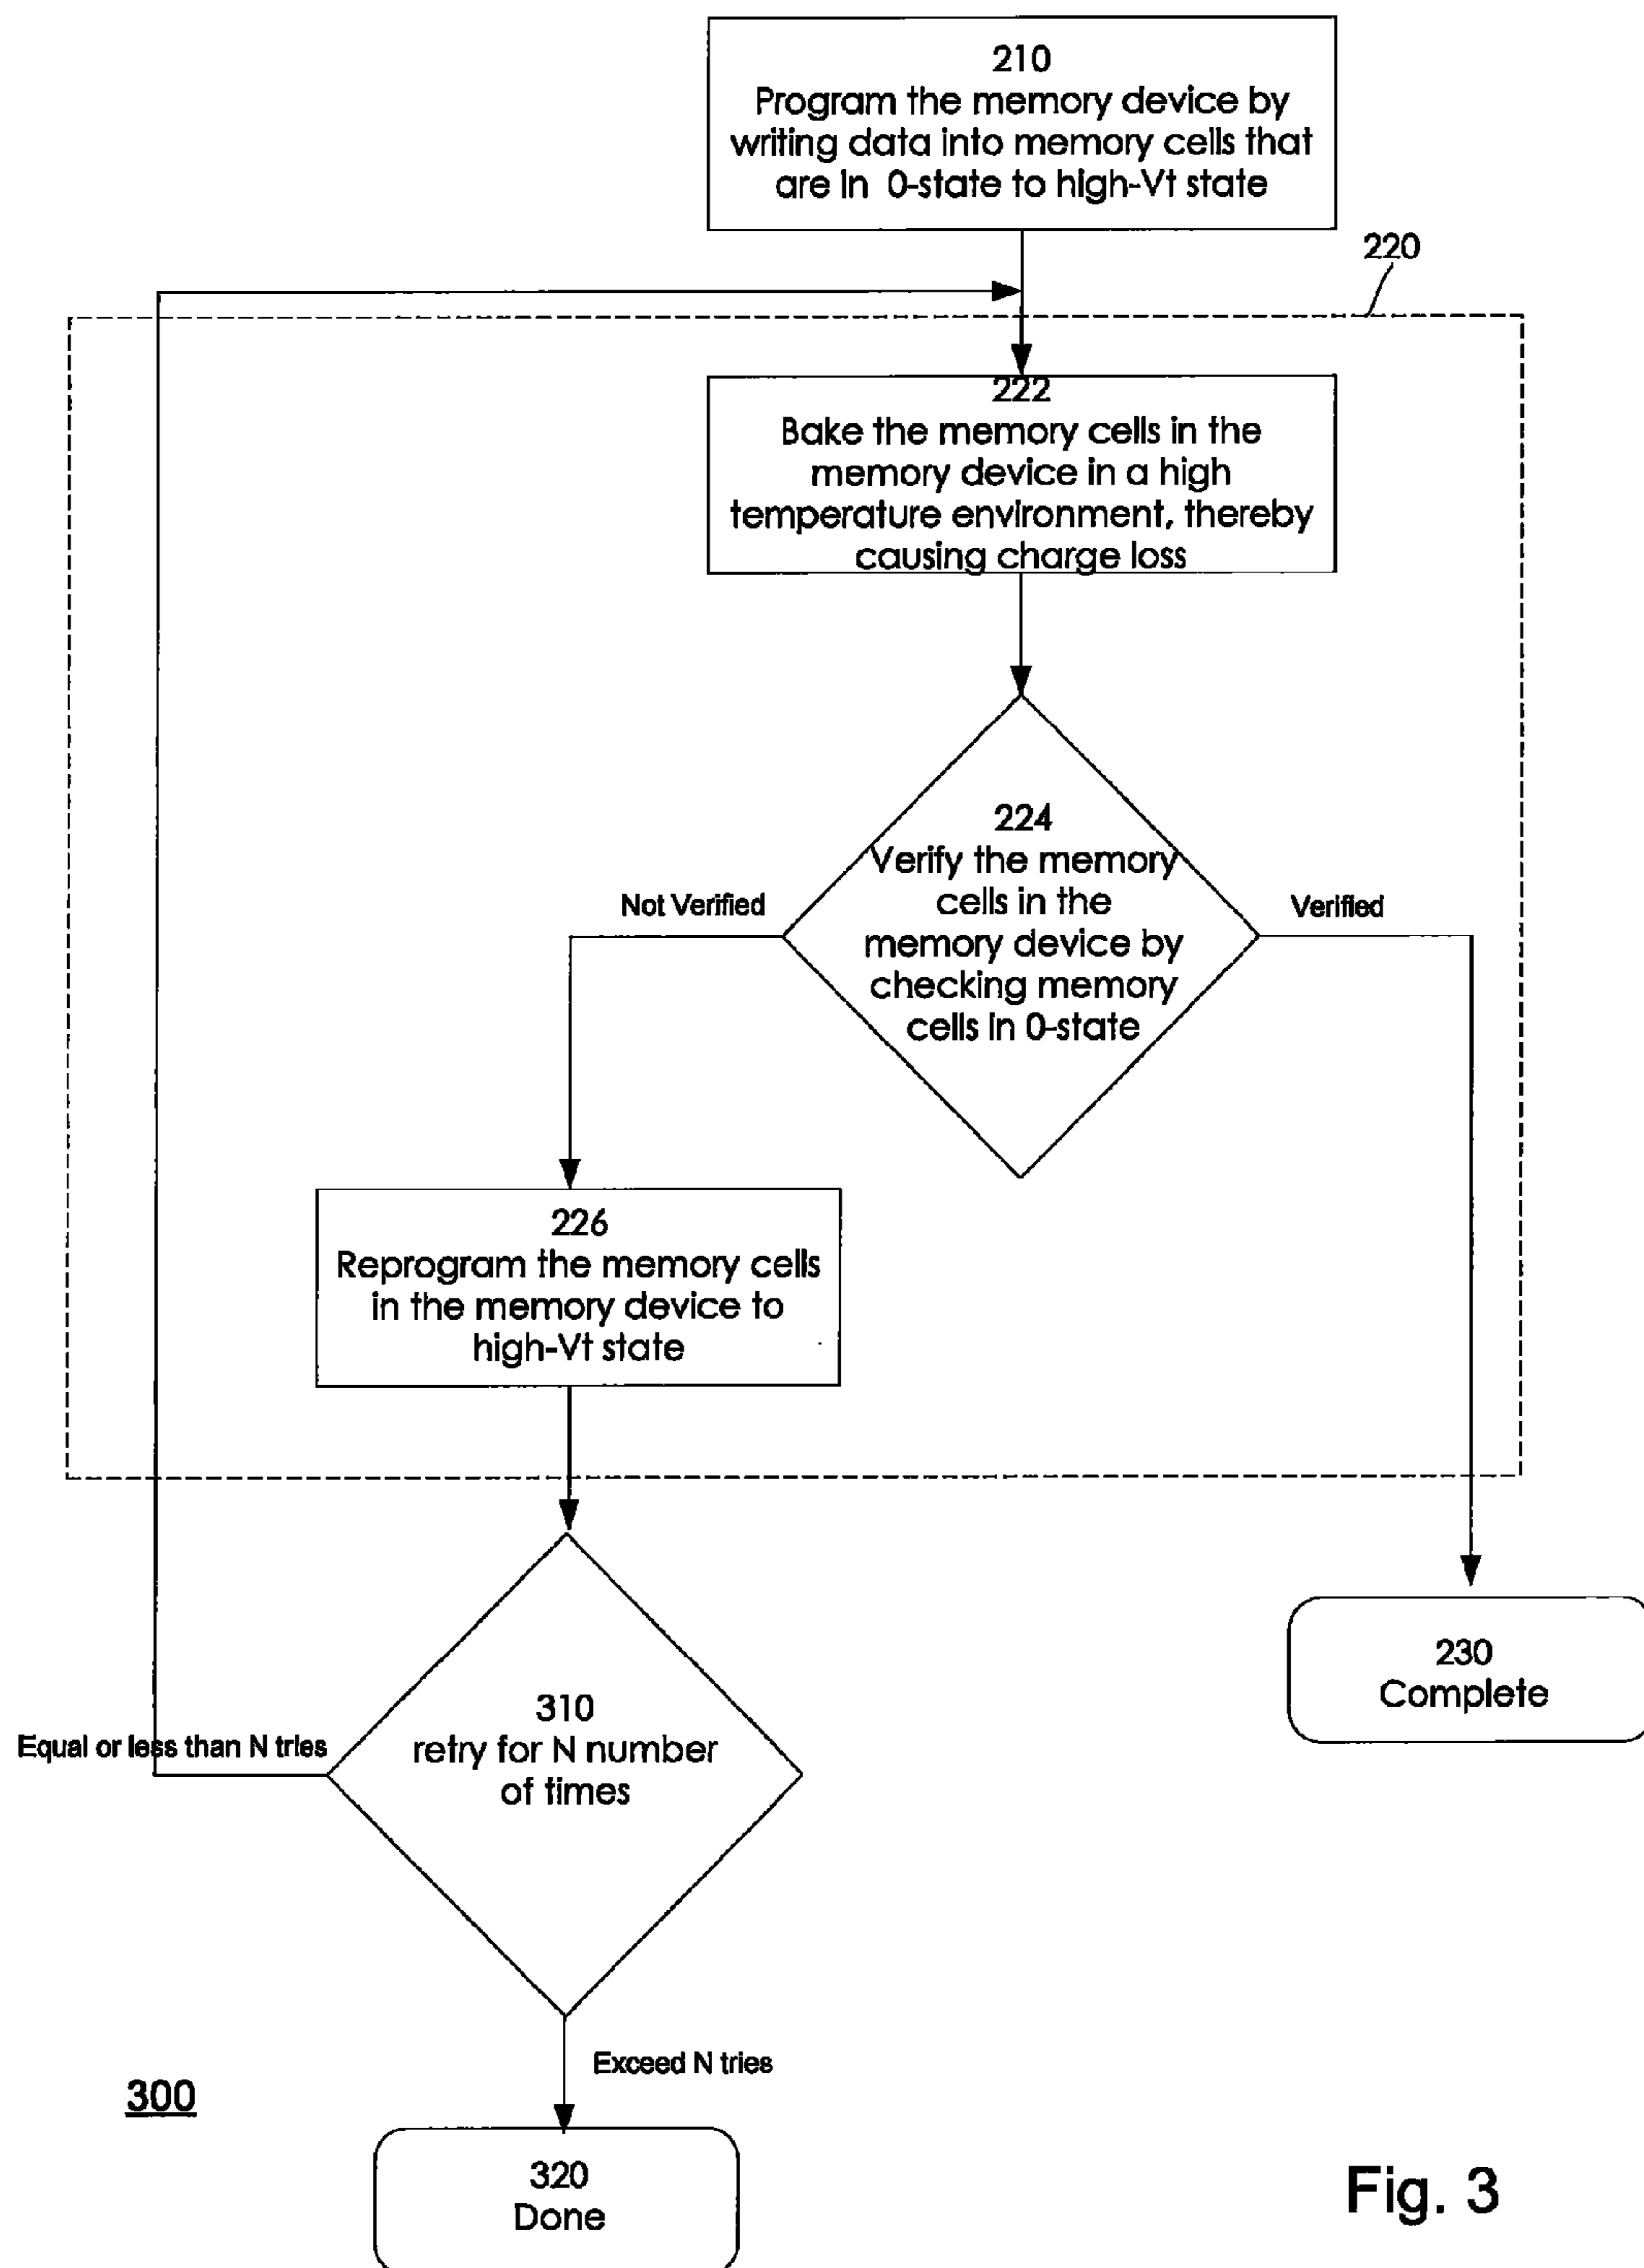 210
Program the memory device by
writing data into memory cells that
are in 0-state to high-Vt state
220
222
Bake the memory cells in the
memory device in a high
temperature environment, thereby
causing charge loss
224
Verify the memory
cells in the
memory device by
checking memory
cells in 0-state
Not Verified
Verified
226
Reprogram the memory cells
in the memory device to
high-Vt state
310
retry for N number
of times
Equal or less than N tries
230
Complete
Exceed N tries
300
320
Done
Fig. 3